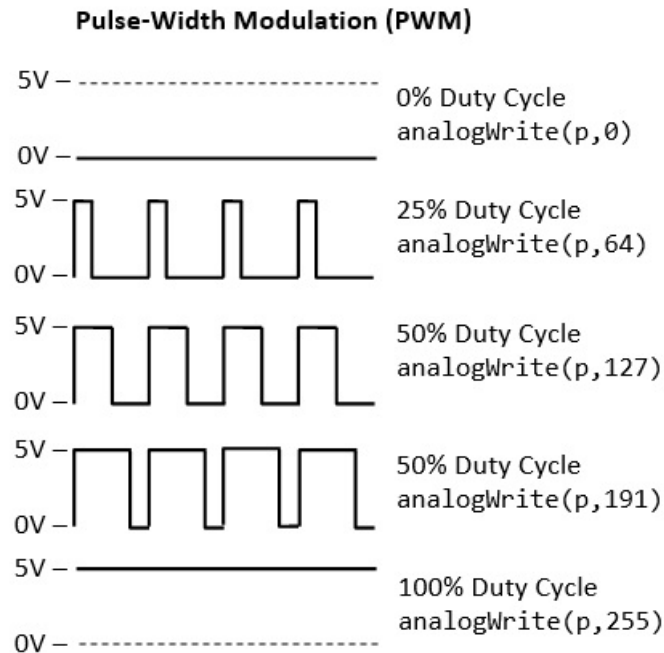 Pulse-Width Modulation (PWM)
5V
0% Duty Cycle
analogWrite(p,0)
0V
5V
25% Duty Cycle
analogWrite(p,64)
0V
5V
50% Duty Cycle
analogWrite(p,127)
0V
5V
50% Duty Cycle
analogWrite(p,191)
0V
5V
100% Duty Cycle
analogWrite(p,255)
0V